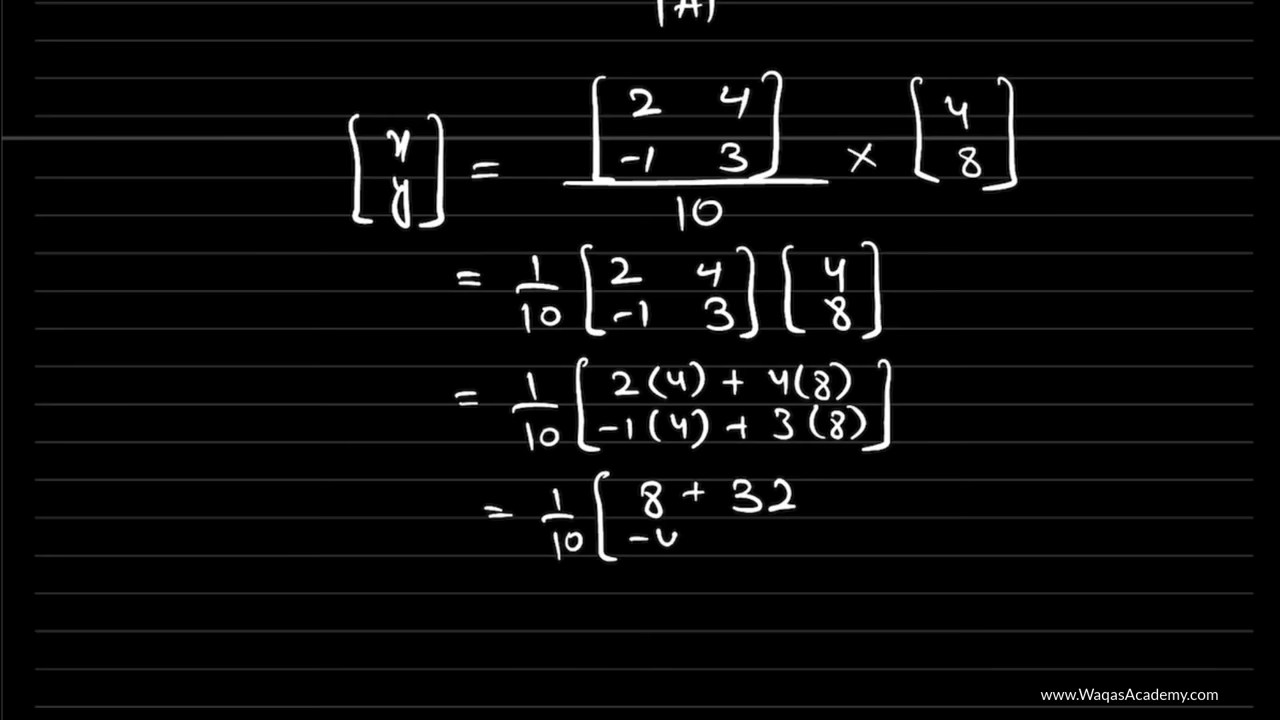 |A|
[ x y ] = [ 2 4 -1 3 ] / 10 × [ 4 8 ]
= 1/10 [ 2 4 -1 3 ] [ 4 8 ]
= 1/10 [ 2(4) + 4(8) -1(4) + 3(8) ]
= 1/10 [ 8 + 32
www.WaqasAcademy.com